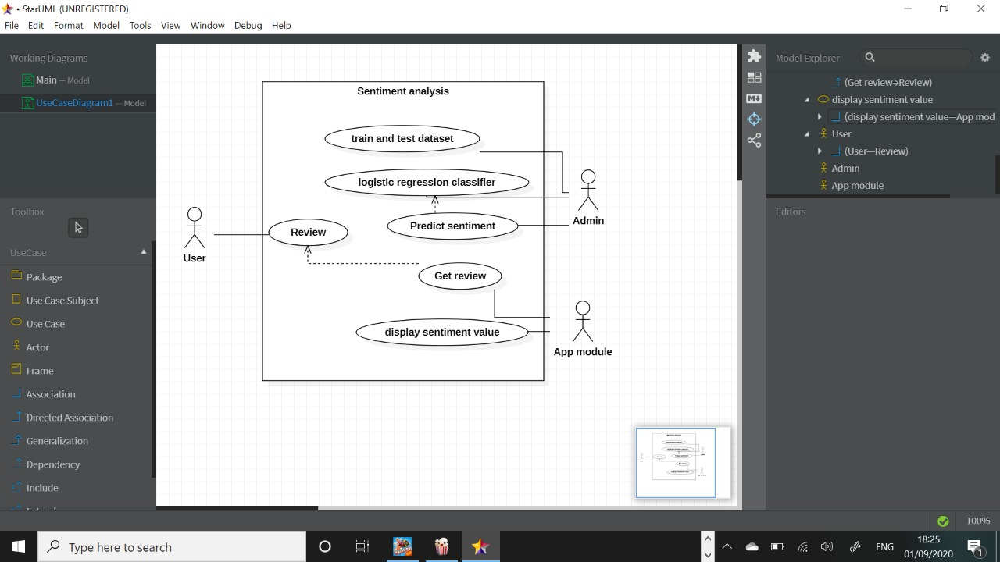 • StarUML (UNREGISTERED)
File Edit Format Model Tools View Window Debug Help
Working Diagrams
Main — Model
UseCaseDiagram1 — Model
Toolbox
UseCase
Package
Use Case Subject
Use Case
Actor
Frame
Association
Directed Association
Generalization
Dependency
Include
Extend
Sentiment analysis
train and test dataset
logistic regression classifier
Predict sentiment
Review
Get review
display sentiment value
User
Admin
App module
M↓
Model Explorer
(Get review→Review)
display sentiment value
(display sentiment value—App mod
User
(User—Review)
Admin
App module
Editors
100%
Type here to search
ENG
18:25
01/09/2020
1